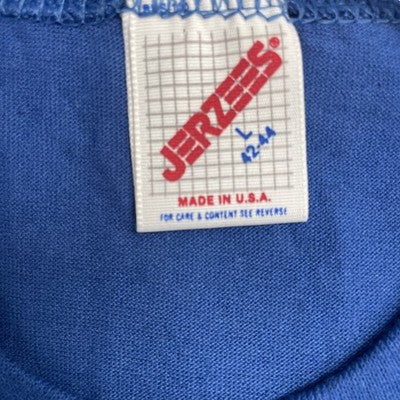 JERZEES®
L
42-44
MADE IN U.S.A.
FOR CARE & CONTENT SEE REVERSE